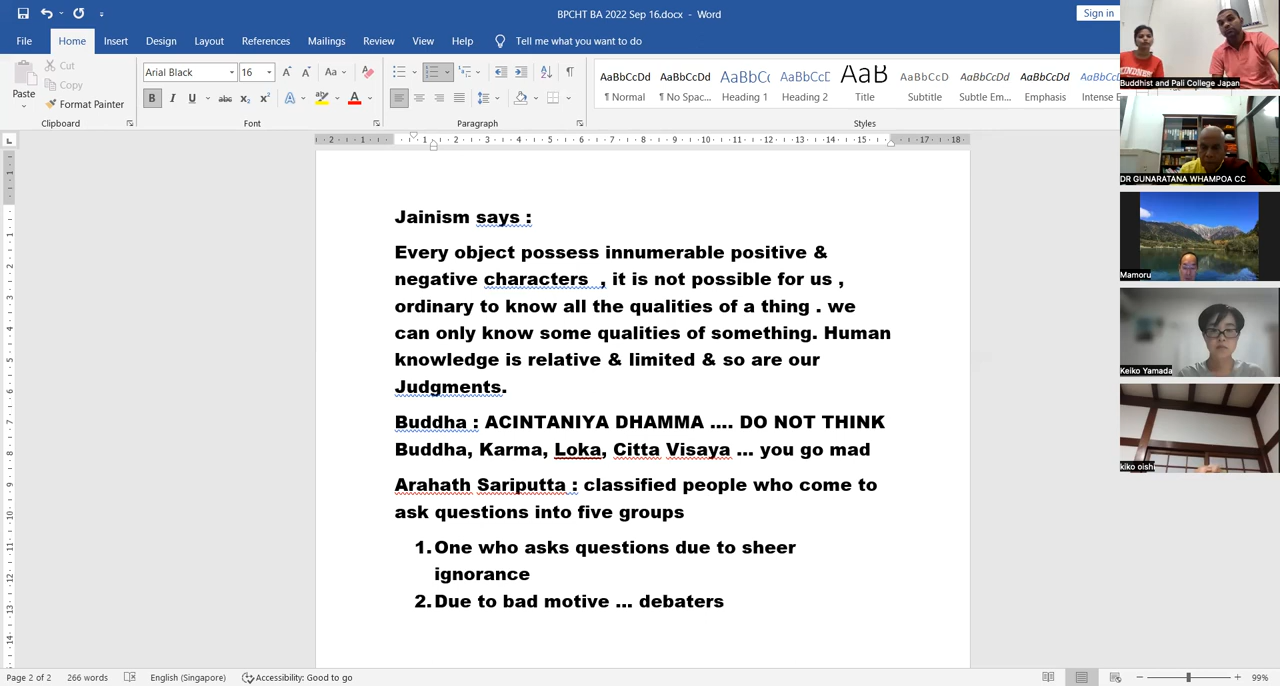 BPCHT BA 2022 Sep 16.docx - Word
Sign in
File Home Insert Design Layout References Mailings Review View Help Tell me what you want to do
Paste
Cut
Copy
Format Painter
Clipboard
Arial Black 16
Font
Paragraph
AaBbCcDd AaBbCcDd AaBbCc AaBbCcD AaB AaBbCcDd AaBbCcDd AaBbCcDd
¶ Normal ¶ No Spac... Heading 1 Heading 2 Title Subtitle Subtle Em... Emphasis Intense E
Styles
Jainism says :
Every object possess innumerable positive &
negative characters , it is not possible for us ,
ordinary to know all the qualities of a thing . we
can only know some qualities of something. Human
knowledge is relative & limited & so are our
Judgments.
Buddha : ACINTANIYA DHAMMA .... DO NOT THINK
Buddha, Karma, Loka, Citta Visaya ... you go mad
Arahath Sariputta : classified people who come to
ask questions into five groups
1. One who asks questions due to sheer
ignorance
2. Due to bad motive ... debaters
Buddhist and Pali College Japan
DR GUNARATANA WHAMPOA CC
Mamoru
Keiko Yamada
kiko oishi
Page 2 of 2 266 words English (Singapore) Accessibility: Good to go 99%